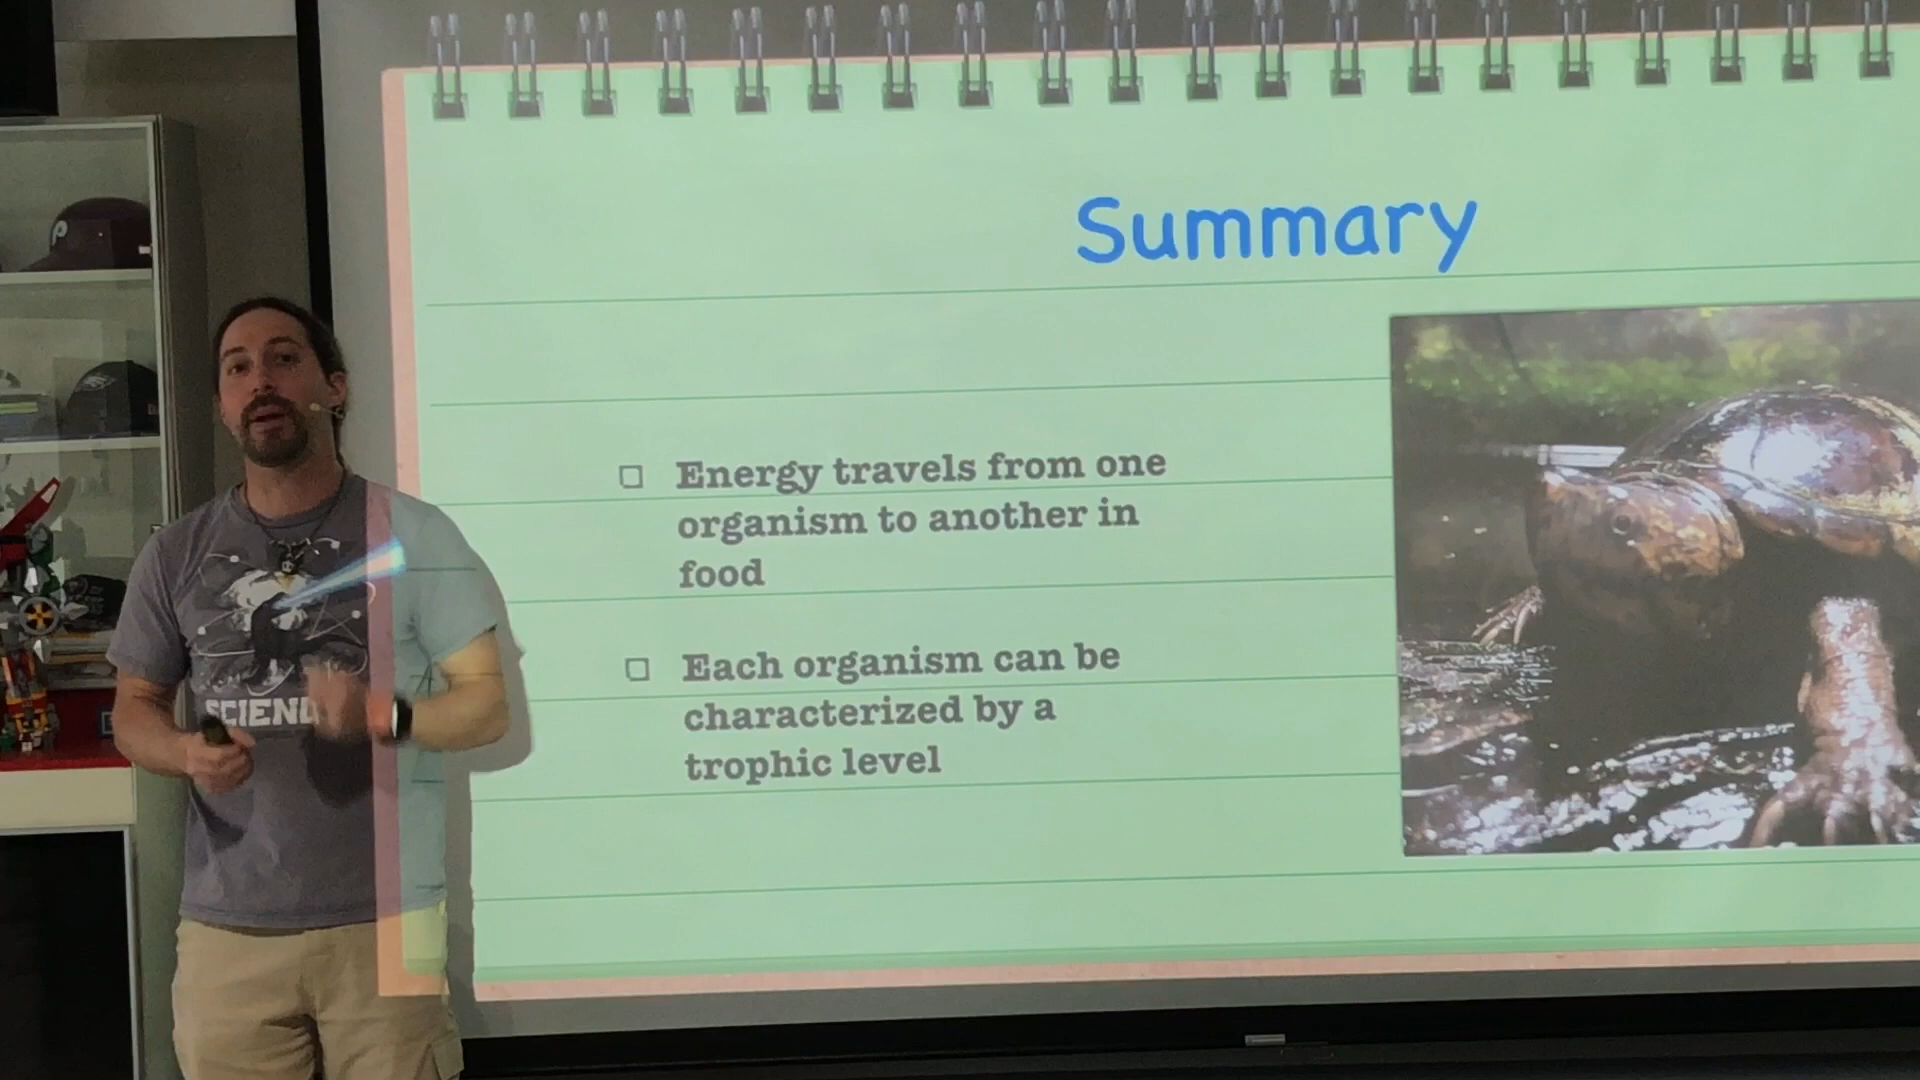 Summary
Energy travels from one
organism to another in
food
Each organism can be
characterized by a
trophic level
P
SCIENC